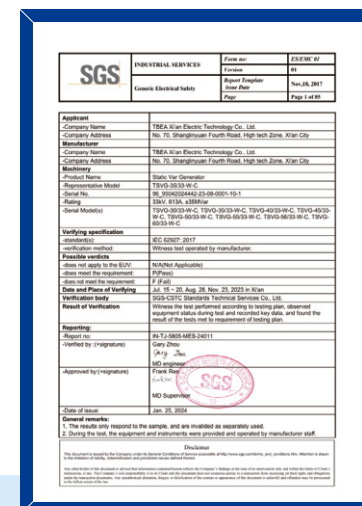 SGS
INDUSTRIAL SERVICES
Generic Electrical Safety
Form no: ES/EMC 01
Version 01
Report Template issue Date Nov.10, 2017
Page Page 1 of 05
Applicant
-Company Name TBEA Xi'an Electric Technology Co., Ltd.
-Company Address No. 70, Shanglinyuan Fourth Road, High tech Zone, Xi'an City
Manufacturer
-Company Name TBEA Xi'an Electric Technology Co., Ltd.
-Company Address No. 70, Shanglinyuan Fourth Road, High tech Zone, Xi'an City
Machinery
-Product Name Static Var Generator
-Representative Model TSVG-35/33-W-C
-Serial No.
-Rating 33kV, 613A, ±35MVar
-Serial Model(s) TSVG-30/33-W-C, TSVG-35/33-W-C, TSVG-40/33-W-C, TSVG-45/33-
W-C, TSVG-50/33-W-C, TSVG-55/33-W-C, TSVG-56/33-W-C, TSVG-
60/33-W-C
Verifying specification
-standard(s): IEC 62927: 2017
-verification method: Witness test operated by manufacturer.
Possible verdicts
-does not apply to the EUV: N/A(Not Applicable)
-does meet the requirement: P(Pass)
-does not meet the requirement: F (Fail)
Date and Place of Verifying Jul. 15 ~ 20, Aug. 28, Nov. 23, 2023 in Xi'an
Verification body SGS-CSTC Standards Technical Services Co., Ltd.
Result of Verification Witness the test performed according to testing plan, observed
equipment status during test and recorded key data, and found the
result of the tests met to requirement of testing plan.
Reporting:
-Report no: IN-TJ-5805-MES-24011
-Verified by :(+signature) Gary Zhou
MD engineer
-Approved by:(+signature) Frank Ren
SGS
MD Supervisor
-Date of issue: Jan. 25, 2024
General remarks:
1. The results only respond to the sample, and are invalided as separately used.
2. During the test, the equipment and instruments were provided and operated by manufacturer staff.
Disclaimer